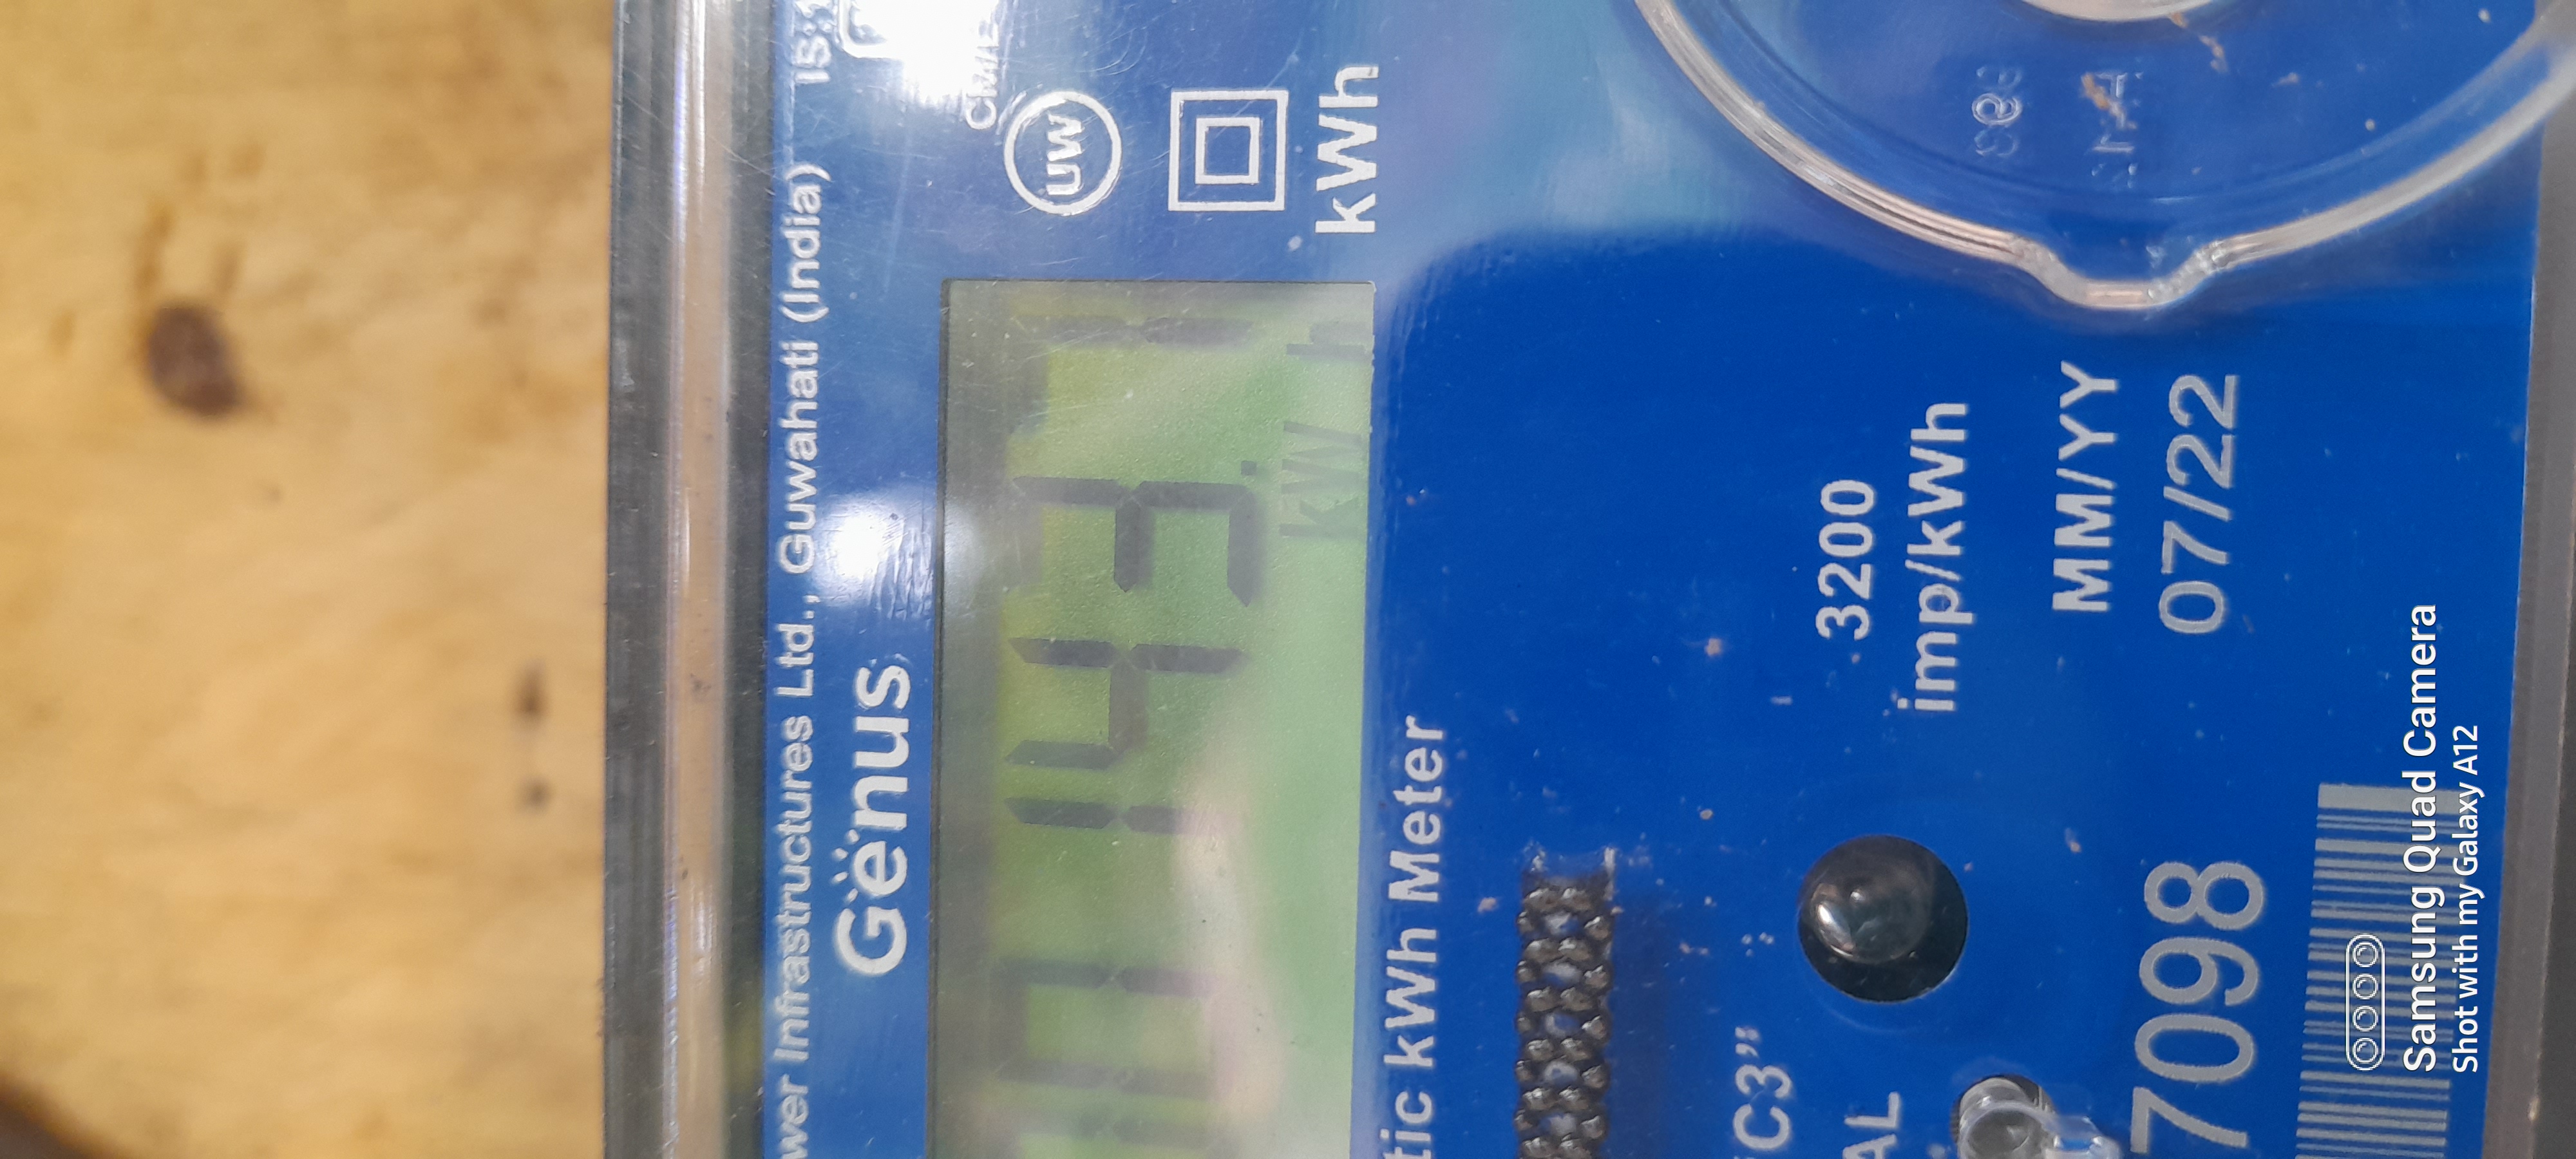 wer Infrastructures Ltd., Guwahati (India)
Genus
UW
0143.
kWh
kWh
tic kWh Meter
3200
imp/kWh
C3”
AL
MM/YY
07/22
7098
Samsung Quad Camera
Shot with my Galaxy A12